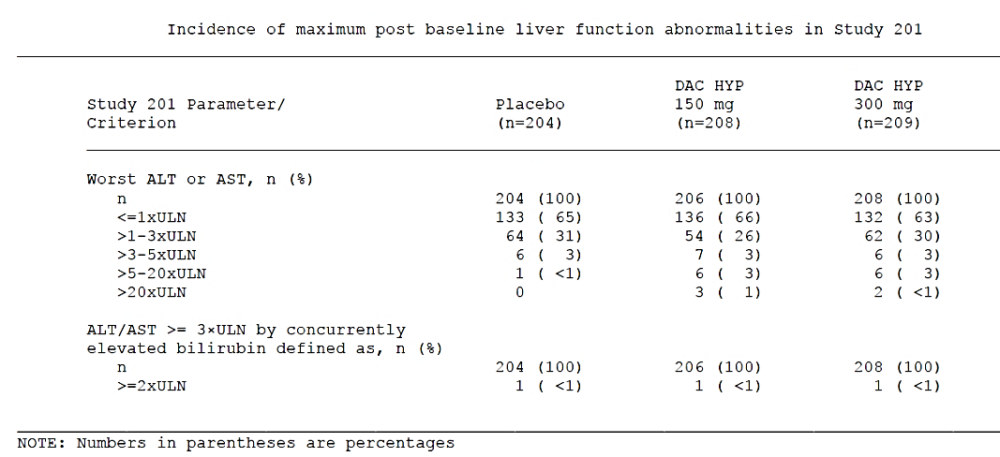 Incidence of maximum post baseline liver function abnormalities in Study 201
DAC HYP DAC HYP
Study 201 Parameter/ Placebo 150 mg 300 mg
Criterion (n=204) (n=208) (n=209)
Worst ALT or AST, n (%)
n 204 (100) 206 (100) 208 (100)
<=1xULN 133 ( 65) 136 ( 66) 132 ( 63)
>1-3xULN 64 ( 31) 54 ( 26) 62 ( 30)
>3-5xULN 6 ( 3) 7 ( 3) 6 ( 3)
>5-20xULN 1 ( <1) 6 ( 3) 6 ( 3)
>20xULN 0 3 ( 1) 2 ( <1)
ALT/AST >= 3×ULN by concurrently
elevated bilirubin defined as, n (%)
n 204 (100) 206 (100) 208 (100)
>=2xULN 1 ( <1) 1 ( <1) 1 ( <1)
NOTE: Numbers in parentheses are percentages